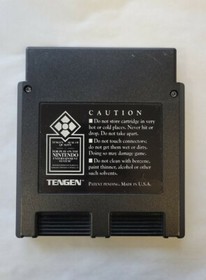 CAUTION
■ Do not store cartridge in very
hot or cold places. Never hit or
drop. Do not take apart.
■ Do not touch connectors;
do not get them wet or dirty.
Doing so may damage game.
■ Do not clean with benzene,
paint thinner, alcohol or other
such solvents.
NINTENDO
TENGEN
PATENT PENDING. MADE IN U.S.A.